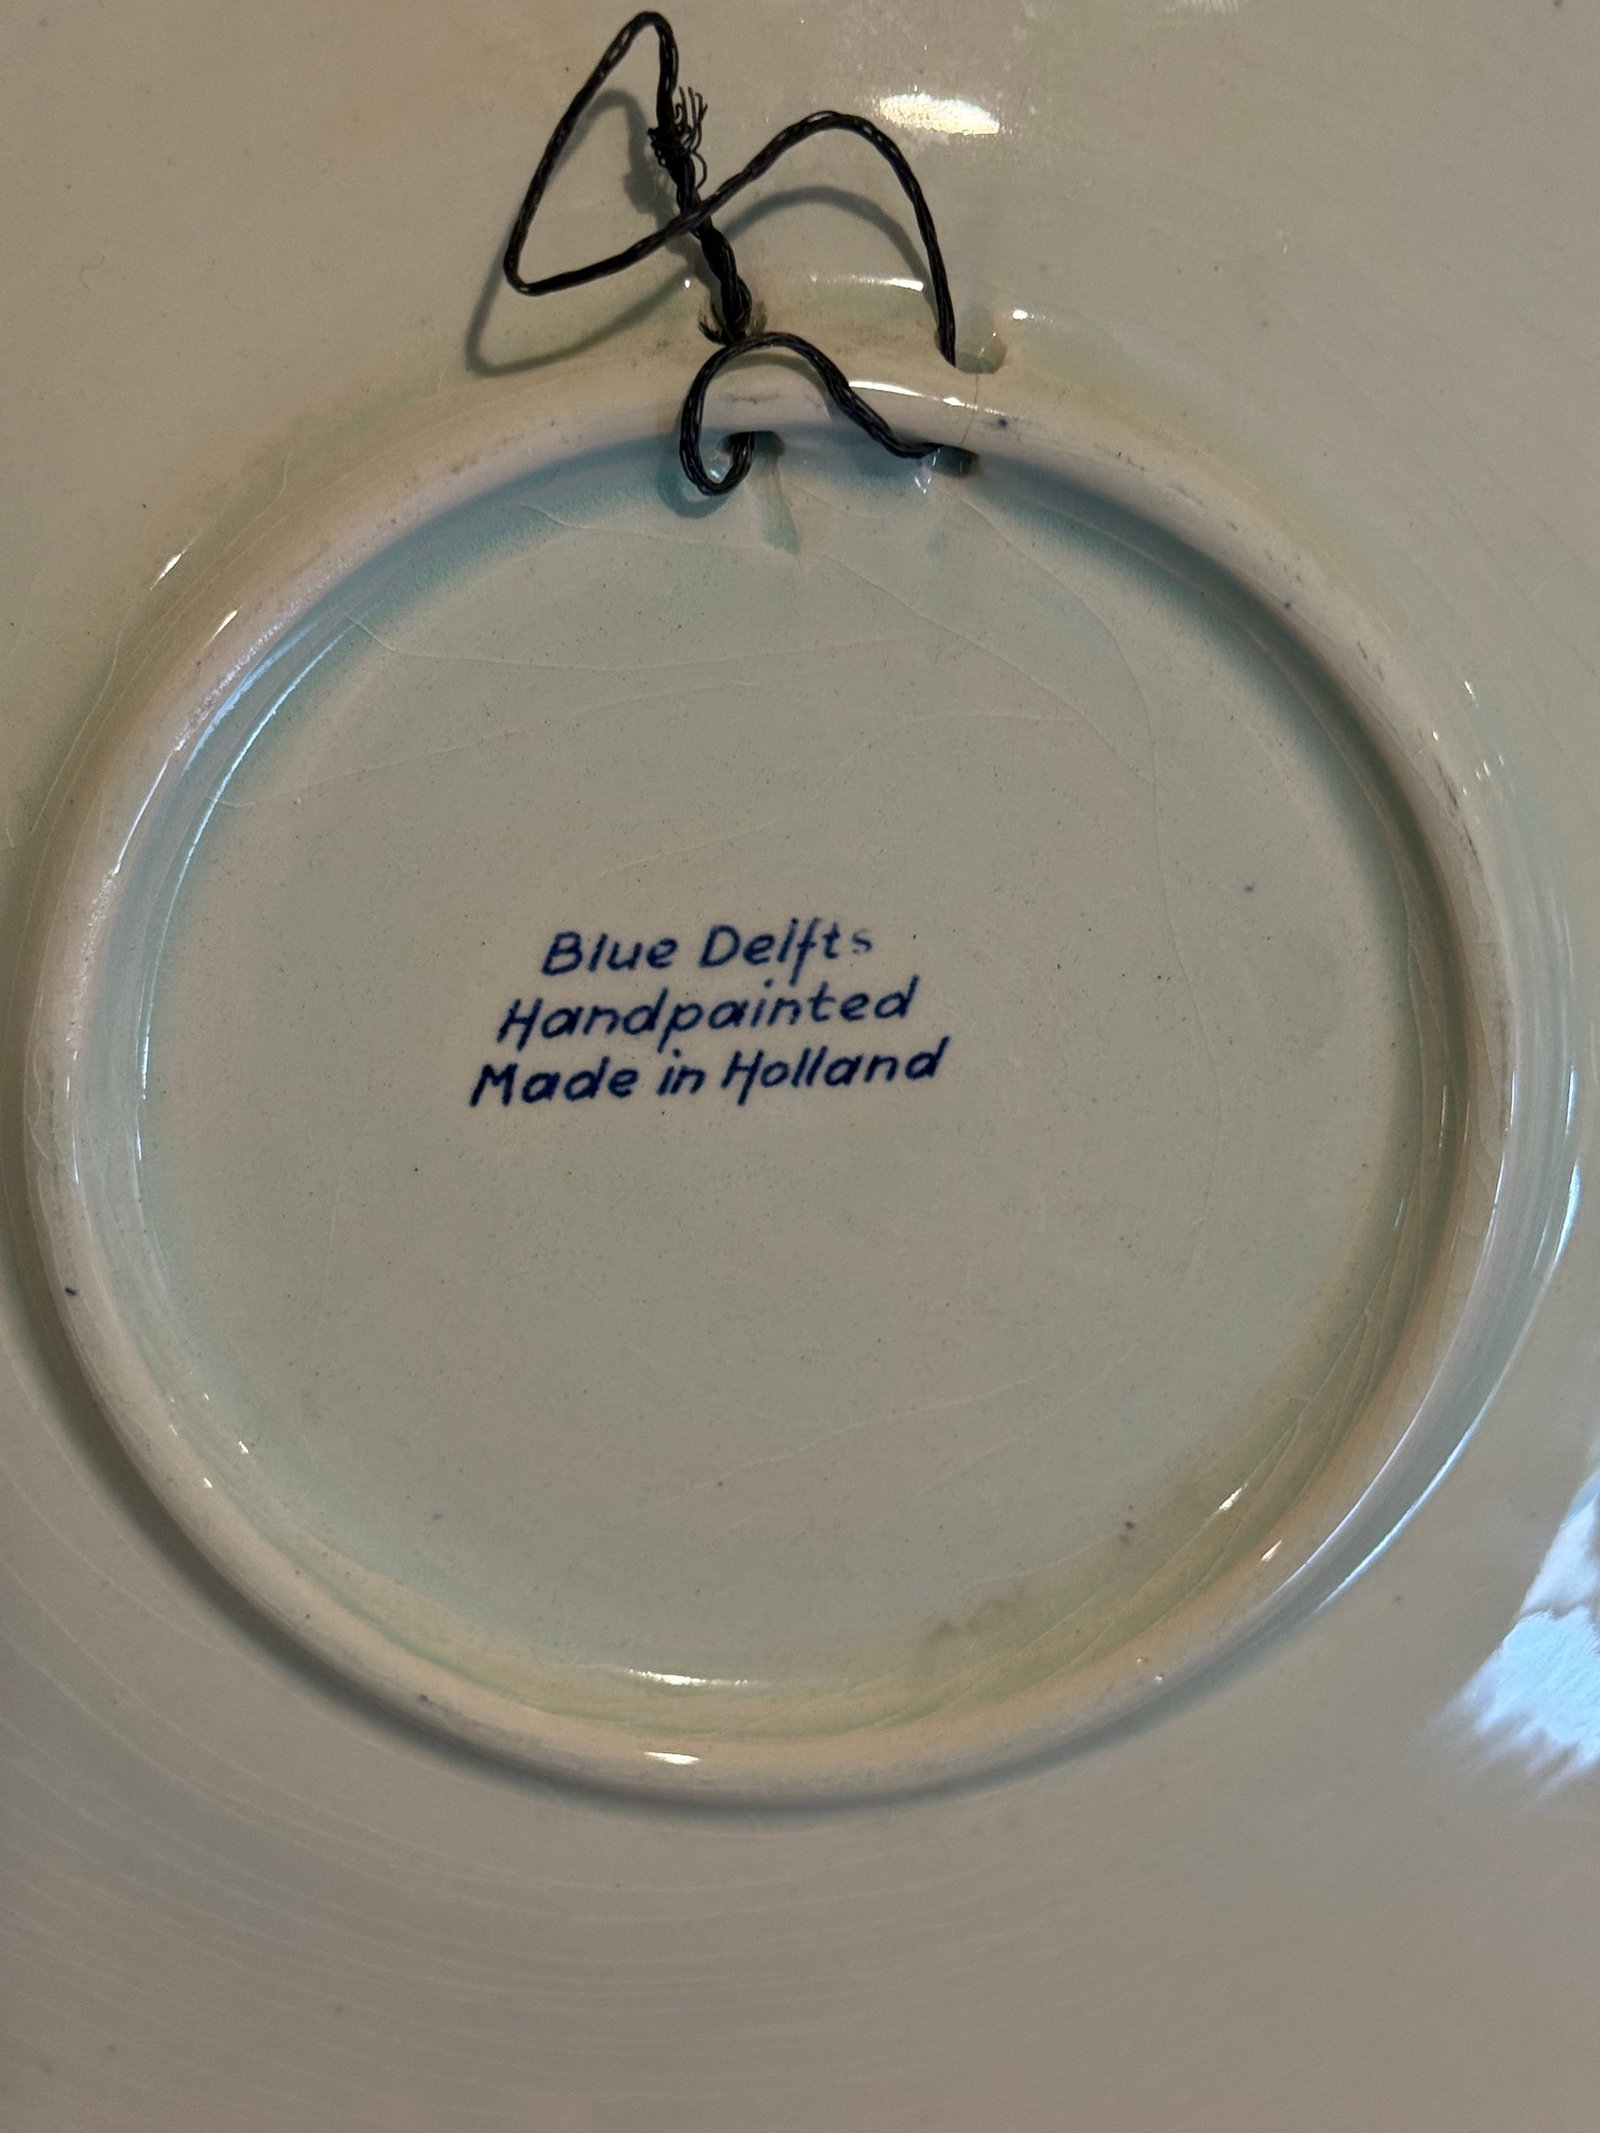 Blue Delfts
Handpainted
Made in Holland